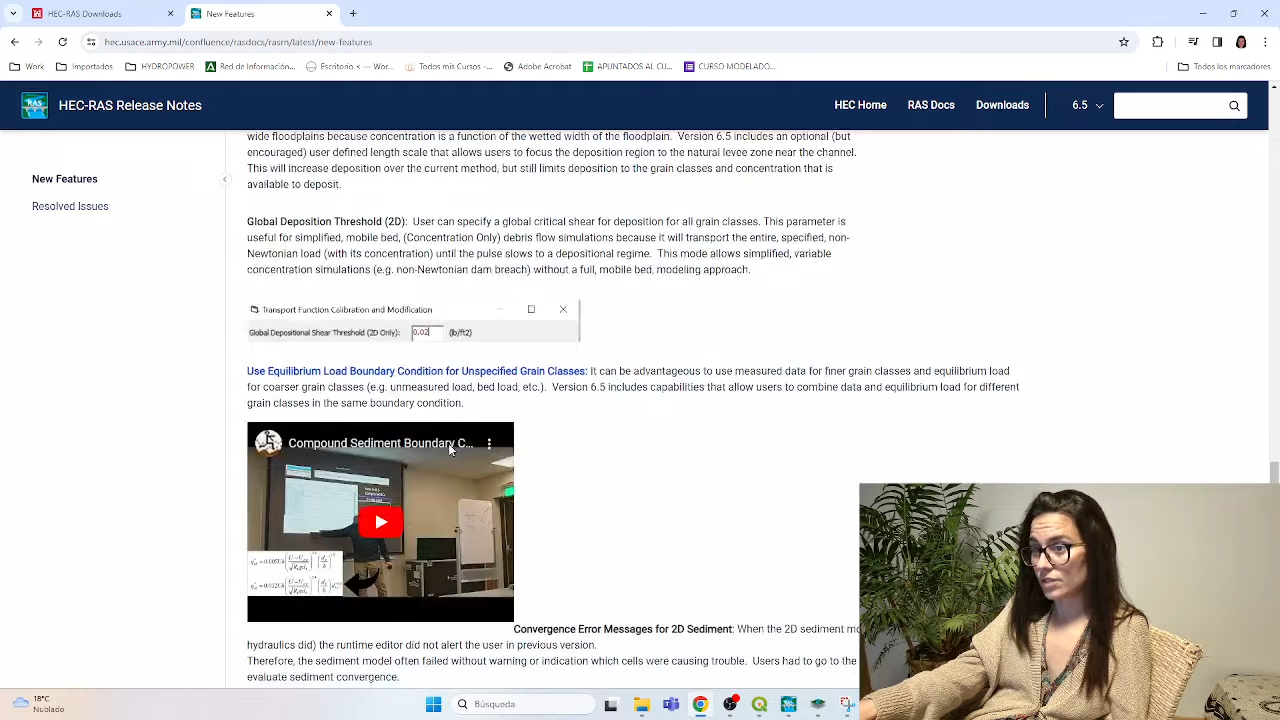 HEC-RAS Downloads
New Features
hec.usace.army.mil/confluence/rasdocs/rasrn/latest/new-features
Work
Importados
HYDROPOWER
Red de Información...
Escritorio « — Wor...
Todos mis Cursos -...
Adobe Acrobat
APUNTADOS AL CU...
CURSO MODELADO...
Todos los marcadores
RAS
HEC-RAS Release Notes
HEC Home
RAS Docs
Downloads
6.5
New Features
Resolved Issues
wide floodplains because concentration is a function of the wetted width of the floodplain. Version 6.5 includes an optional (but
encouraged) user defined length scale that allows users to focus the deposition region to the natural levee zone near the channel.
This will increase deposition over the current method, but still limits deposition to the grain classes and concentration that is
available to deposit.
Global Deposition Threshold (2D): User can specify a global critical shear for deposition for all grain classes. This parameter is
useful for simplified, mobile bed, (Concentration Only) debris flow simulations because it will transport the entire, specified, non-
Newtonian load (with its concentration) until the pulse slows to a depositional regime. This mode allows simplified, variable
concentration simulations (e.g. non-Newtonian dam breach) without a full, mobile bed, modeling approach.
Transport Function Calibration and Modification
Global Depositional Shear Threshold (2D Only): 0.02 (lb/ft2)
Use Equilibrium Load Boundary Condition for Unspecified Grain Classes: It can be advantageous to use measured data for finer grain classes and equilibrium load
for coarser grain classes (e.g. unmeasured load, bed load, etc.). Version 6.5 includes capabilities that allow users to combine data and equilibrium load for different
grain classes in the same boundary condition.
Compound Sediment Boundary C...
Convergence Error Messages for 2D Sediment: When the 2D sediment mo
hydraulics did) the runtime editor did not alert the user in previous version.
Therefore, the sediment model often failed without warning or indication which cells were causing trouble. Users had to go to the
evaluate sediment convergence.
18°C
Nublado
Búsqueda